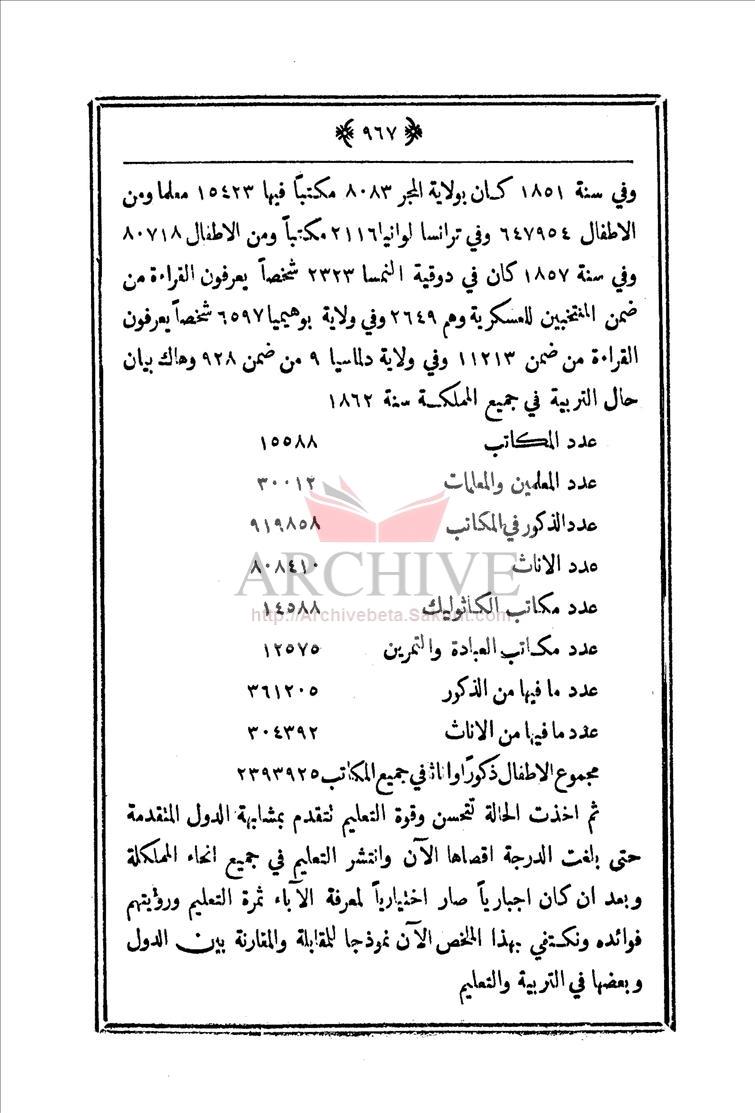 ٩٦٧
وفي سنة ١٨٥١ كان بولاية المجر ٨٠٨٣ مكتباً فيها ١٥٤٢٣ معلما ومن
الاطفال ٦٤٧٩٥٤ وفي ترانسا لوانيا ٢١١٦ مكتباً ومن الاطفال ٨٠٧١٨
وفي سنة ١٨٥٧ كان في دوقية النمسا ٢٣٢٣ شخصاً يعرفون القراءة من
ضمن المنتخبين للعسكرية وهم ٢٦٤٩ وفي ولاية بوهيميا ٦٥٩٧ شخصاً يعرفون
القراءة من ضمن ١١٢١٣ وفي ولاية دلماسيا ٩ من ضمن ٩٢٨ وهاك بيان
حال التربية في جميع المملكة سنة ١٨٦٢
عدد المكاتب ١٥٥٨٨
عدد المعلمين والمعلمات ٣٠٠١٢
عدد الذكور في المكاتب ٩١٩٨٥٨
عدد الاناث ٨٠٨٤١٠
عدد مكاتب الكاثوليك ١٤٥٨٨
عدد مكاتب العبادة والتمرين ١٢٥٧٥
عدد ما فيها من الذكور ٣٦١٢٠٥
عدد ما فيها من الاناث ٣٠٤٣٩٢
مجموع الاطفال ذكورًا واناثا في جميع المكاتب ٢٣٩٣٩٢٥
ثم اخذت الحالة تتحسن وقوة التعليم تتقدم بمشابهة الدول المتقدمة
حتى بلغت الدرجة اقصاها الآن وانتشر التعليم في جميع انحاء المملكلة
وبعد ان كان اجبارياً صار اختيارياً لمعرفة الآباء ثمرة التعليم ورؤيتهم
فوائده ونكتفي بهذا الملخص الآن نموذجا للمقابلة والمقارنة بين الدول
وبعضها في التربية والتعليم
ARCHIVE
http://Archivebeta.Sakhrit.com